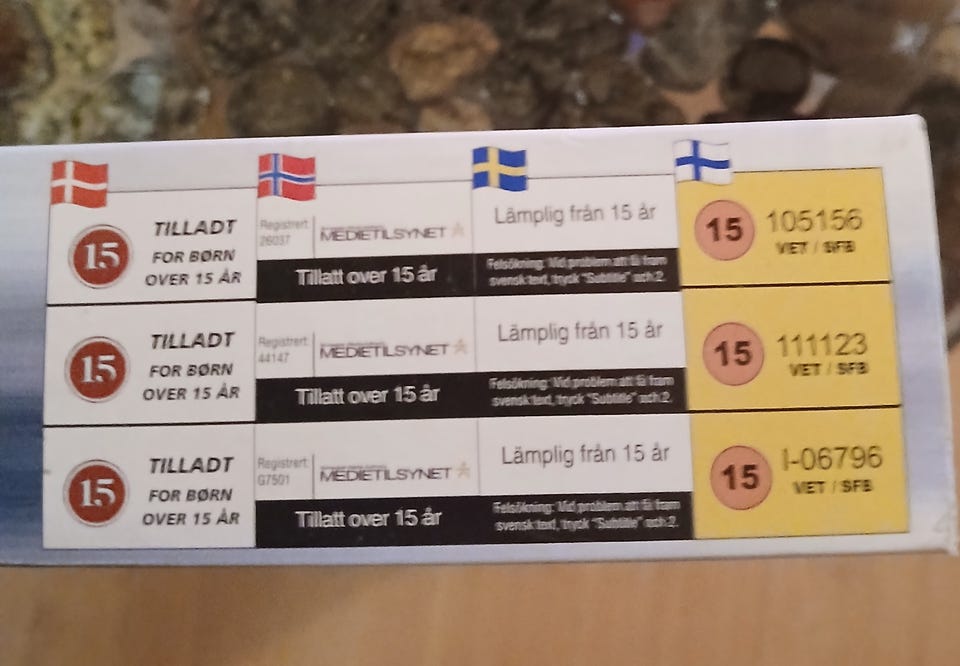 15
TILLADT
FOR BØRN
OVER 15 ÅR
Registrert
26037
MEDIETILSYNET
Tillatt over 15 år
Lämplig från 15 år
Felsökning: Vid problem att få fram
svensk text, tryck "Subtitle" och 2.
15
105156
VET / SFB
15
TILLADT
FOR BØRN
OVER 15 ÅR
Registrert
44147
MEDIETILSYNET
Tillatt over 15 år
Lämplig från 15 år
Felsökning: Vid problem att få fram
svensk text, tryck "Subtitle" och 2.
15
111123
VET / SFB
15
TILLADT
FOR BØRN
OVER 15 ÅR
Registrert
G7501
MEDIETILSYNET
Tillatt over 15 år
Lämplig från 15 år
Felsökning: Vid problem att få fram
svensk text, tryck "Subtitle" och 2.
15
I-06796
VET / SFB